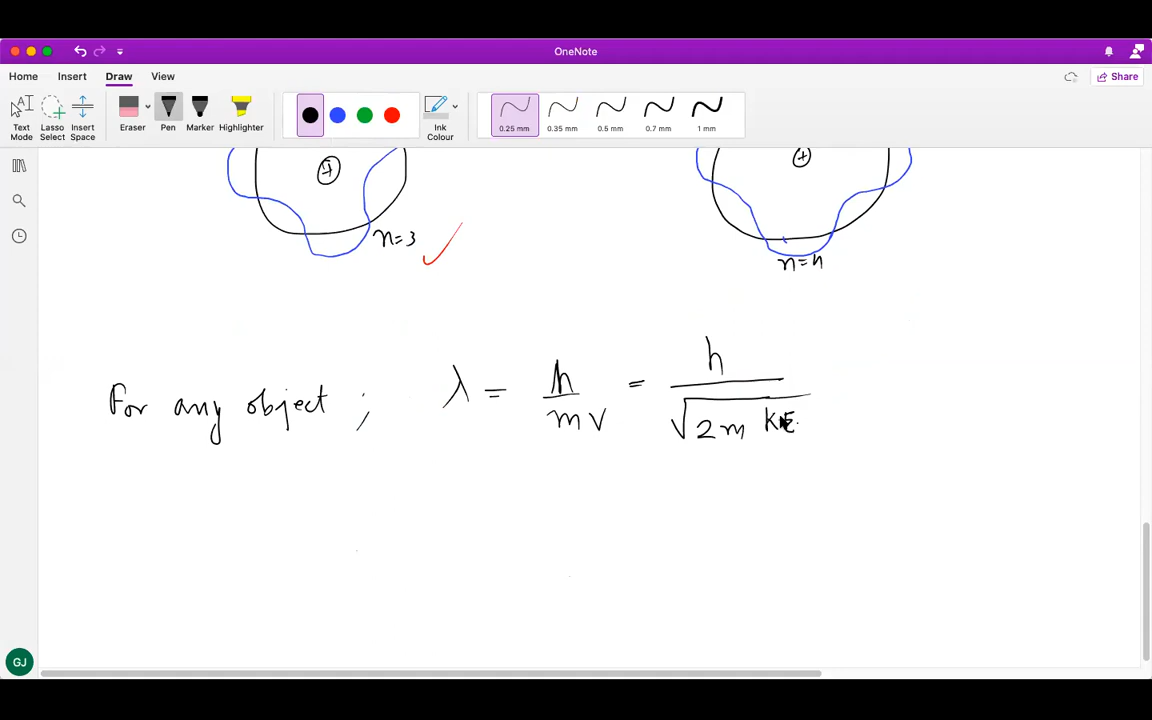 OneNote
Home Insert Draw View Share
Text Mode Lasso Select Insert Space Eraser Pen Marker Highlighter Ink Colour 0.25 mm 0.35 mm 0.5 mm 0.7 mm 1 mm
+ +
n=3
n=4
For any object ; λ = h/mv = h/√2m KE
GJ